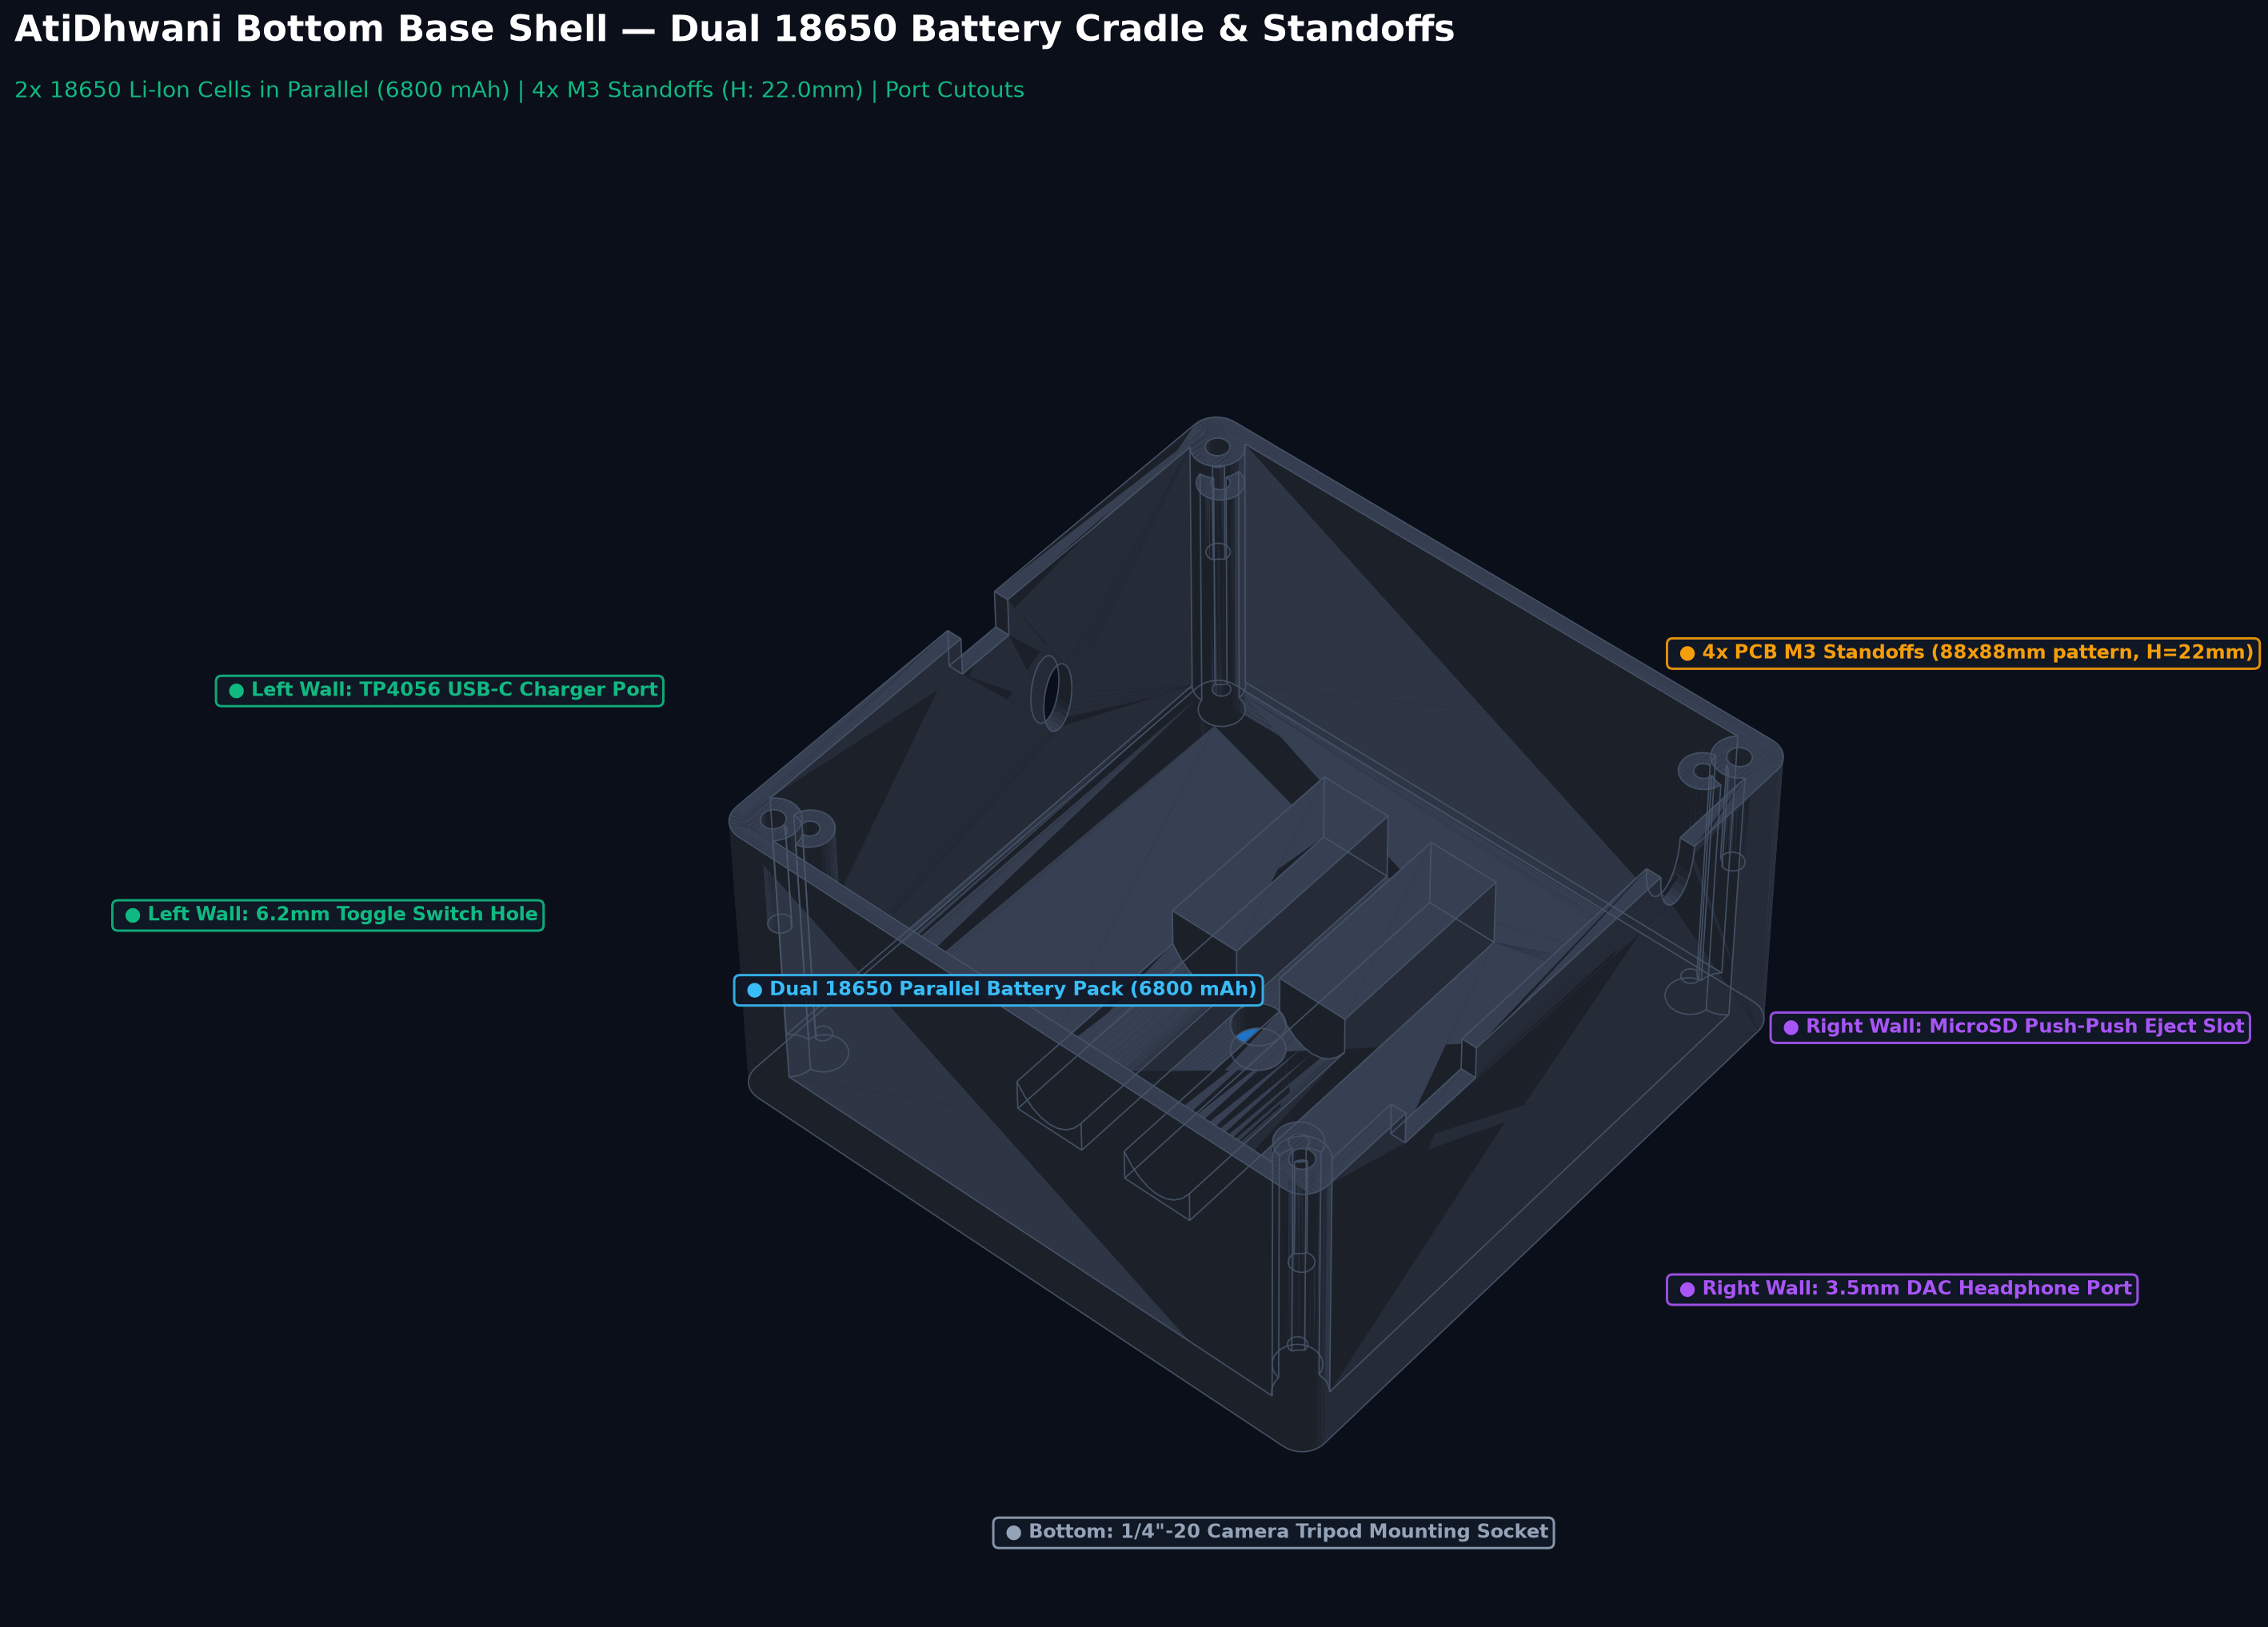 AtiDhwani Bottom Base Shell — Dual 18650 Battery Cradle & Standoffs
2x 18650 Li-Ion Cells in Parallel (6800 mAh) | 4x M3 Standoffs (H: 22.0mm) | Port Cutouts
● 4x PCB M3 Standoffs (88x88mm pattern, H=22mm)
● Left Wall: TP4056 USB-C Charger Port
● Left Wall: 6.2mm Toggle Switch Hole
● Dual 18650 Parallel Battery Pack (6800 mAh)
● Right Wall: MicroSD Push-Push Eject Slot
● Right Wall: 3.5mm DAC Headphone Port
● Bottom: 1/4"-20 Camera Tripod Mounting Socket